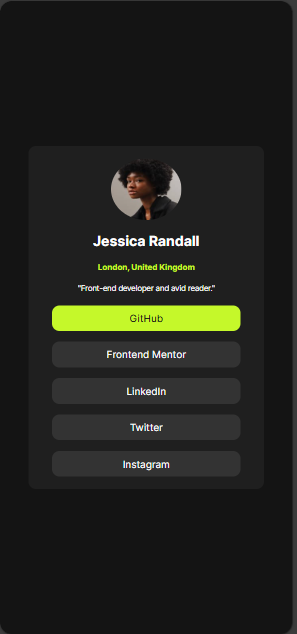 Jessica Randall
London, United Kingdom
"Front-end developer and avid reader."
GitHub
Frontend Mentor
LinkedIn
Twitter
Instagram